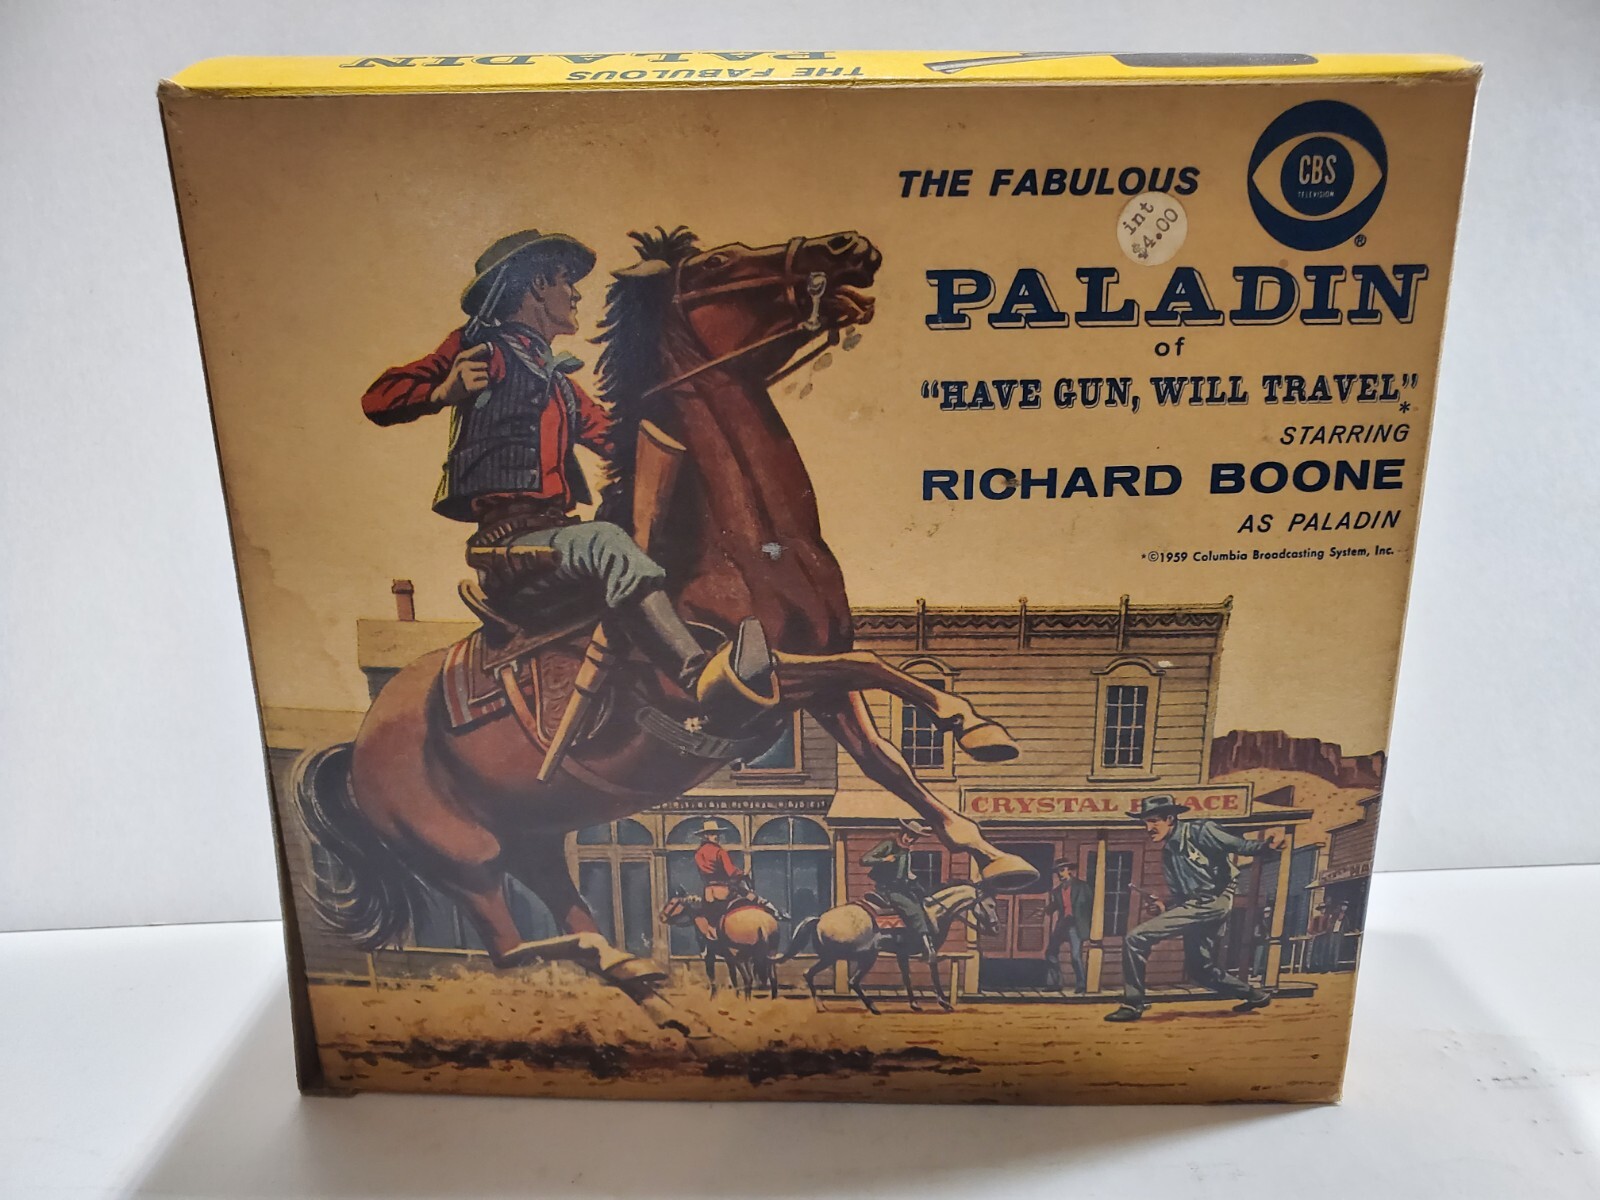 THE FABULOUS
PALADIN
THE FABULOUS
CBS
TELEVISION
®
int
$4.00
PALADIN
of
"HAVE GUN, WILL TRAVEL"*
STARRING
RICHARD BOONE
AS PALADIN
*©1959 Columbia Broadcasting System, Inc.
CRYSTAL ACE